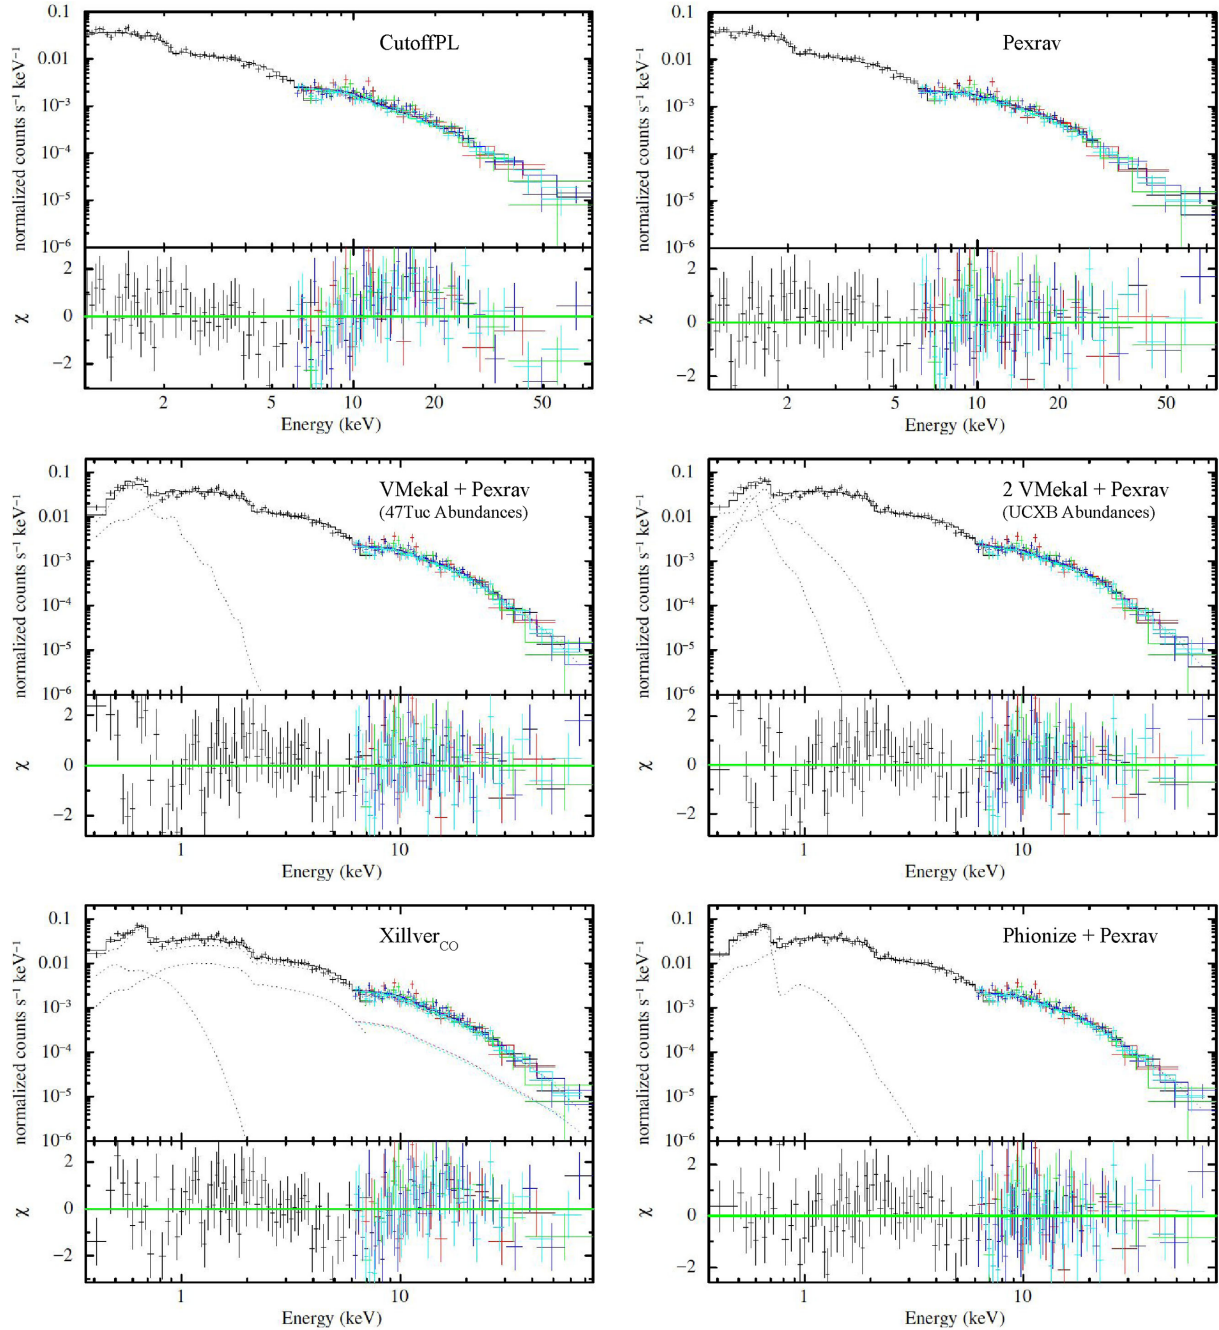 CutoffPL
normalized counts s⁻¹ keV⁻¹
0.1
0.01
10⁻³
10⁻⁴
10⁻⁵
10⁻⁶
χ
2
0
−2
2 5 10 20 50
Energy (keV)
Pexrav
normalized counts s⁻¹ keV⁻¹
0.1
0.01
10⁻³
10⁻⁴
10⁻⁵
10⁻⁶
χ
2
0
−2
2 5 10 20 50
Energy (keV)
VMekal + Pexrav
(47Tuc Abundances)
normalized counts s⁻¹ keV⁻¹
0.1
0.01
10⁻³
10⁻⁴
10⁻⁵
10⁻⁶
χ
2
0
−2
1 10
Energy (keV)
2 VMekal + Pexrav
(UCXB Abundances)
normalized counts s⁻¹ keV⁻¹
0.1
0.01
10⁻³
10⁻⁴
10⁻⁵
10⁻⁶
χ
2
0
−2
1 10
Energy (keV)
Xillver_CO
normalized counts s⁻¹ keV⁻¹
0.1
0.01
10⁻³
10⁻⁴
10⁻⁵
10⁻⁶
χ
2
0
−2
1 10
Energy (keV)
Phionize + Pexrav
normalized counts s⁻¹ keV⁻¹
0.1
0.01
10⁻³
10⁻⁴
10⁻⁵
10⁻⁶
χ
2
0
−2
1 10
Energy (keV)